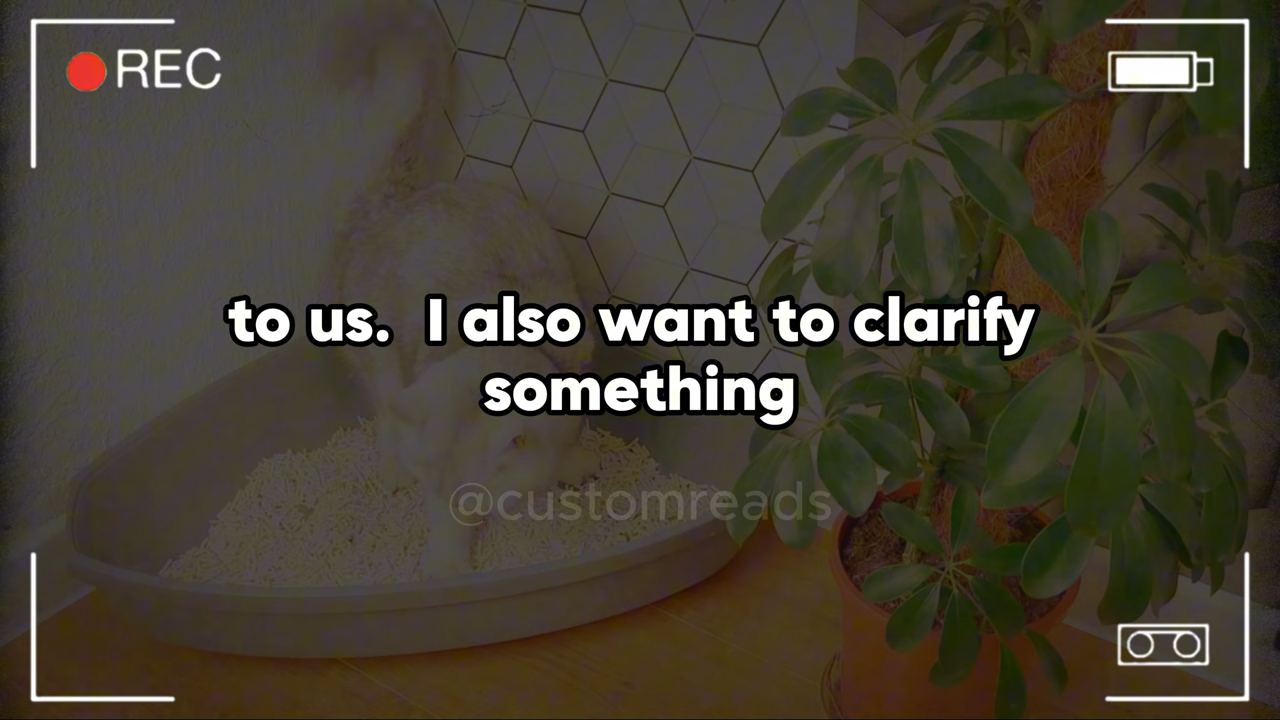 REC
to us.  I also want to clarify
something
@customreads